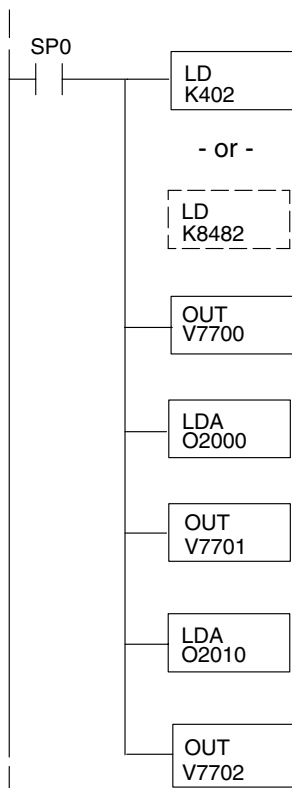 SP0
LD
K402
- or -
LD
K8482
OUT
V7700
LDA
O2000
OUT
V7701
LDA
O2010
OUT
V7702